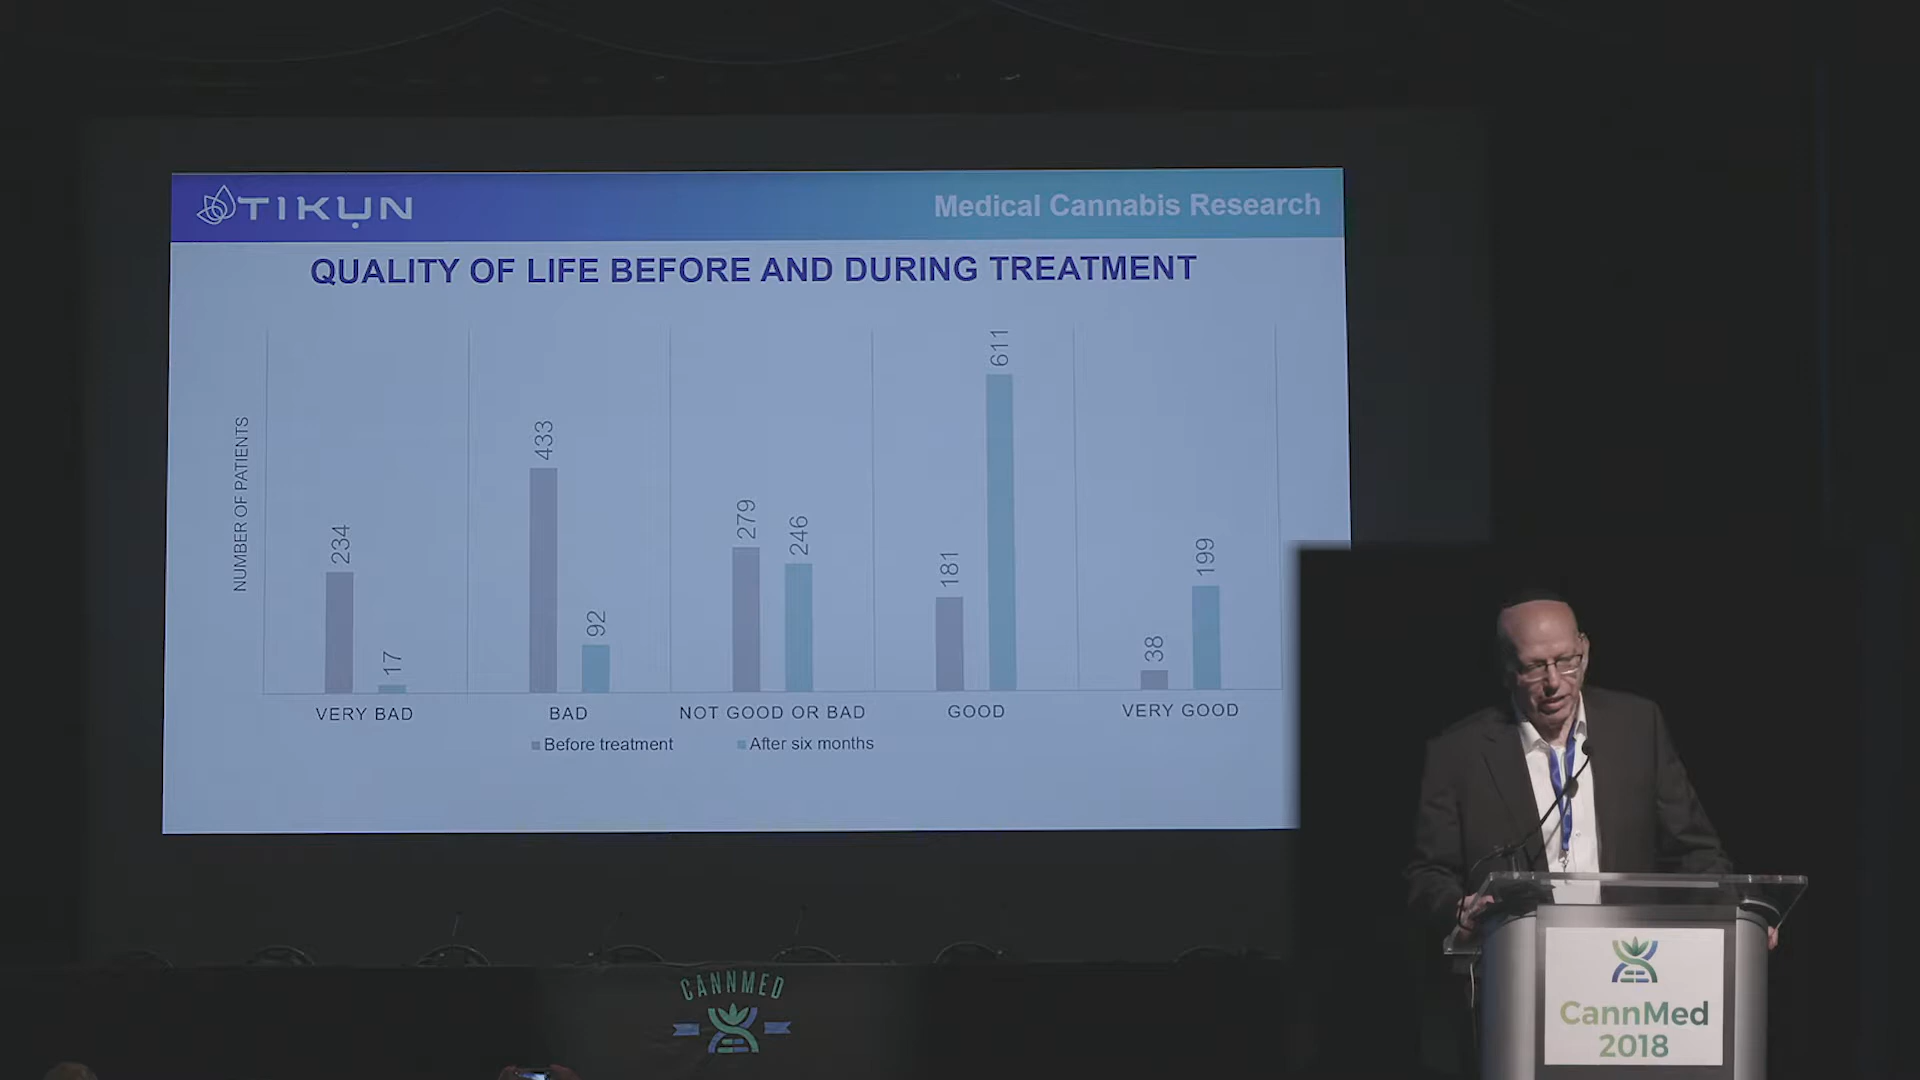 TIKUN
Medical Cannabis Research
QUALITY OF LIFE BEFORE AND DURING TREATMENT
NUMBER OF PATIENTS
234
17
433
92
279
246
181
611
38
199
VERY BAD
BAD
NOT GOOD OR BAD
GOOD
VERY GOOD
Before treatment
After six months
CANNMED
CannMed
2018